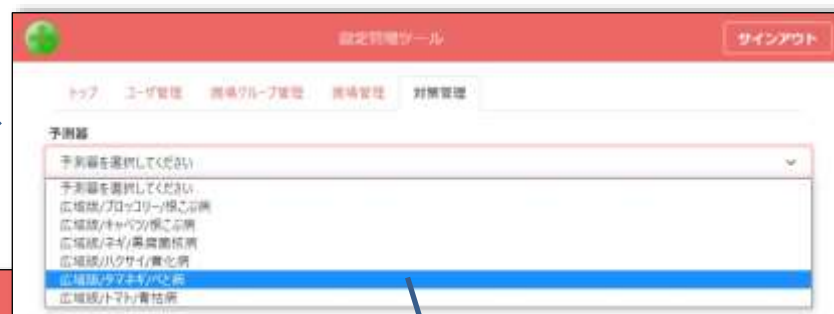 設定管理ツール
サインアウト
トップ
ユーザ管理
圃場グループ管理
圃場管理
対策管理
予測器
予測器を選択してください
予測器を選択してください
広域版/ブロッコリー/根こぶ病
広域版/キャベツ/根こぶ病
広域版/ネギ/黒腐菌核病
広域版/ハクサイ/黄化病
広域版/タマネギ/べと病
広域版/トマト/青枯病